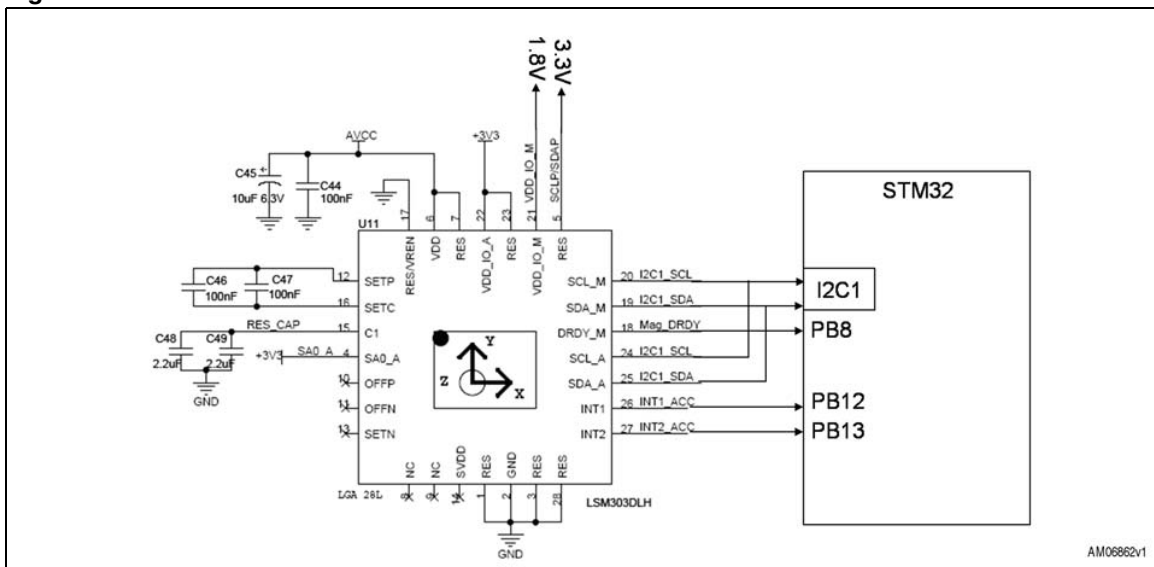 1.8V
3.3V
AVCC
+3V3
VDD_IO_M
SCLP/SDAP
C45
10uF 6.3V
C44
100nF
U11
17
6
7
22
23
21
5
RES/VREN
VDD
RES
VDD_IO_A
RES
VDD_IO_M
RES
STM32
C46
100nF
C47
100nF
12 SETP
16 SETC
RES_CAP 15 C1
C48
2.2uF
C49
2.2uF
+3V3 SA0_A 4 SA0_A
GND
10 OFFP
11 OFFN
13 SETN
Y
Z
X
SCL_M 20 I2C1_SCL
SDA_M 19 I2C1_SDA
I2C1
DRDY_M 18 Mag_DRDY
PB8
SCL_A 24 I2C1_SCL
SDA_A 25 I2C1_SDA
INT1 26 INT1_ACC
PB12
INT2 27 INT2_ACC
PB13
NC
NC
SVDD
RES
GND
RES
RES
8
9
14
1
2
3
28
LGA 28L
LSM303DLH
GND
AM06862v1